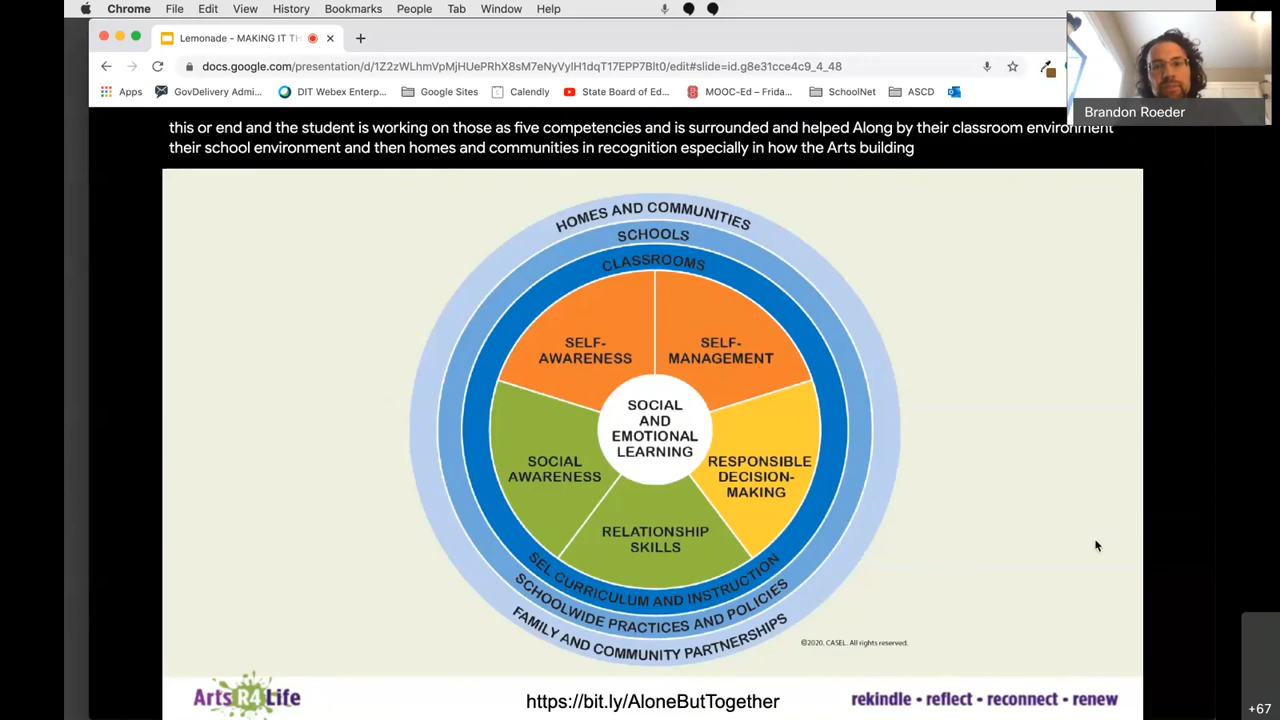 Chrome File Edit View History Bookmarks People Tab Window Help
Lemonade - MAKING IT TH
docs.google.com/presentation/d/1Z2zWLhmVpMjHUePRhX8sM7eNyVylH1dqT17EPP7Blt0/edit#slide=id.g8e31cce4c9_4_48
Apps GovDelivery Admi... DIT Webex Enterp... Google Sites Calendly State Board of Ed... MOOC-Ed – Frida... SchoolNet ASCD
Brandon Roeder
this or end and the student is working on those as five competencies and is surrounded and helped Along by their classroom environment
their school environment and then homes and communities in recognition especially in how the Arts building
HOMES AND COMMUNITIES
SCHOOLS
CLASSROOMS
SELF-
AWARENESS
SELF-
MANAGEMENT
SOCIAL
AND
EMOTIONAL
LEARNING
SOCIAL
AWARENESS
RESPONSIBLE
DECISION-
MAKING
RELATIONSHIP
SKILLS
SEL CURRICULUM AND INSTRUCTION
SCHOOLWIDE PRACTICES AND POLICIES
FAMILY AND COMMUNITY PARTNERSHIPS
©2020. CASEL. All rights reserved.
Arts R4 Life
https://bit.ly/AloneButTogether
rekindle • reflect • reconnect • renew
+67